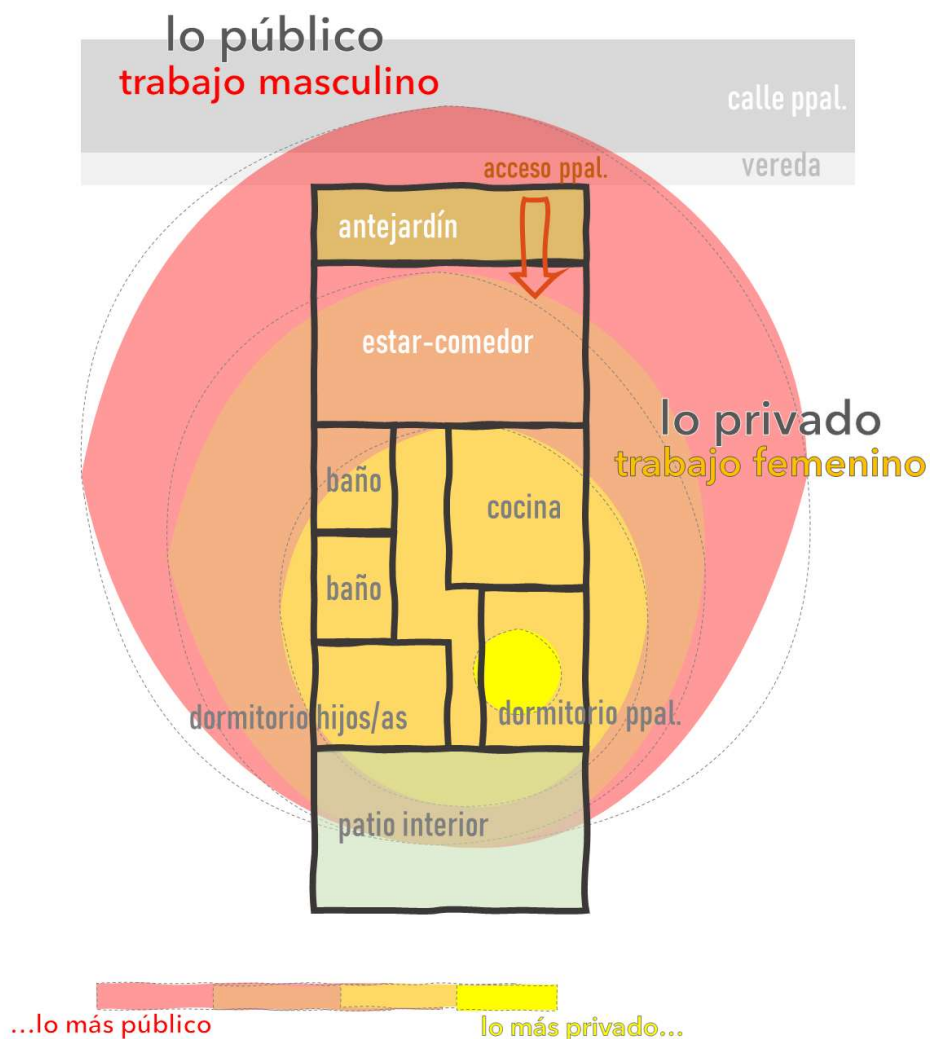 lo público
trabajo masculino
calle ppal.
vereda
acceso ppal.
antejardín
estar-comedor
lo privado
trabajo femenino
baño
cocina
baño
dormitorio hijos/as
dormitorio ppal.
patio interior
...lo más público
lo más privado...